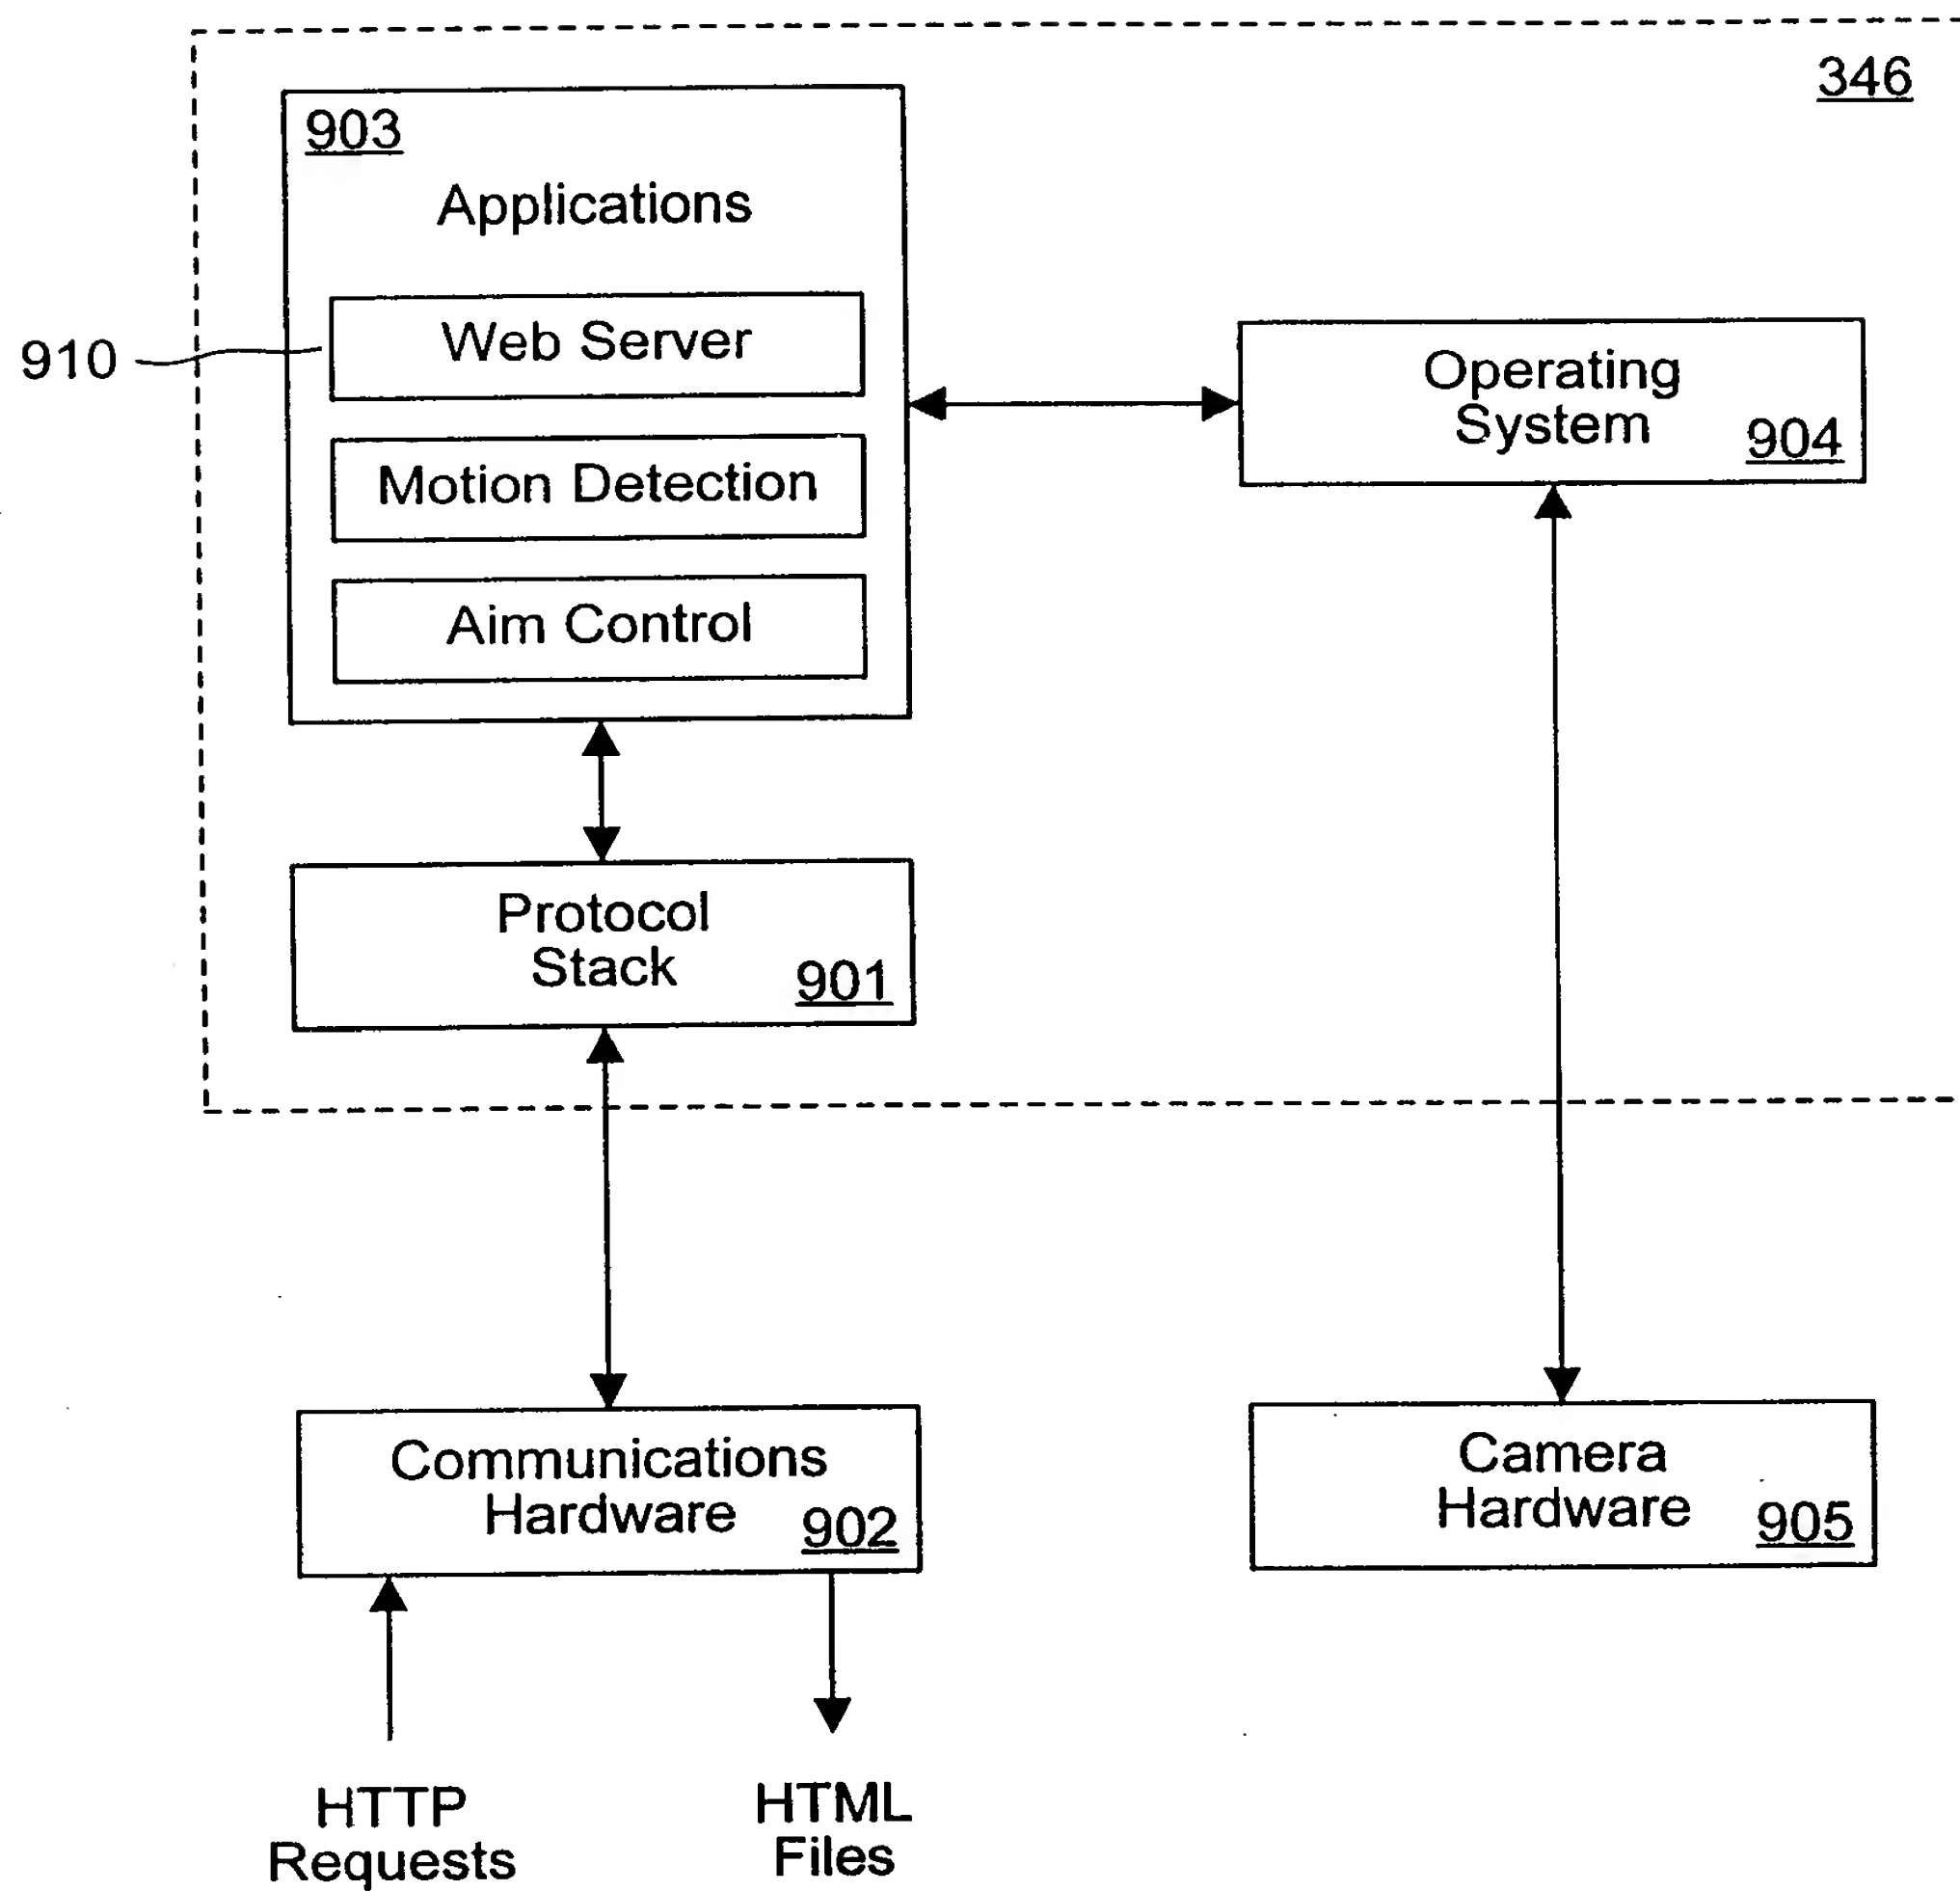 346
903
Applications
910
Web Server
Motion Detection
Aim Control
Operating
System
904
Protocol
Stack
901
Communications
Hardware
902
Camera
Hardware
905
HTTP
Requests
HTML
Files